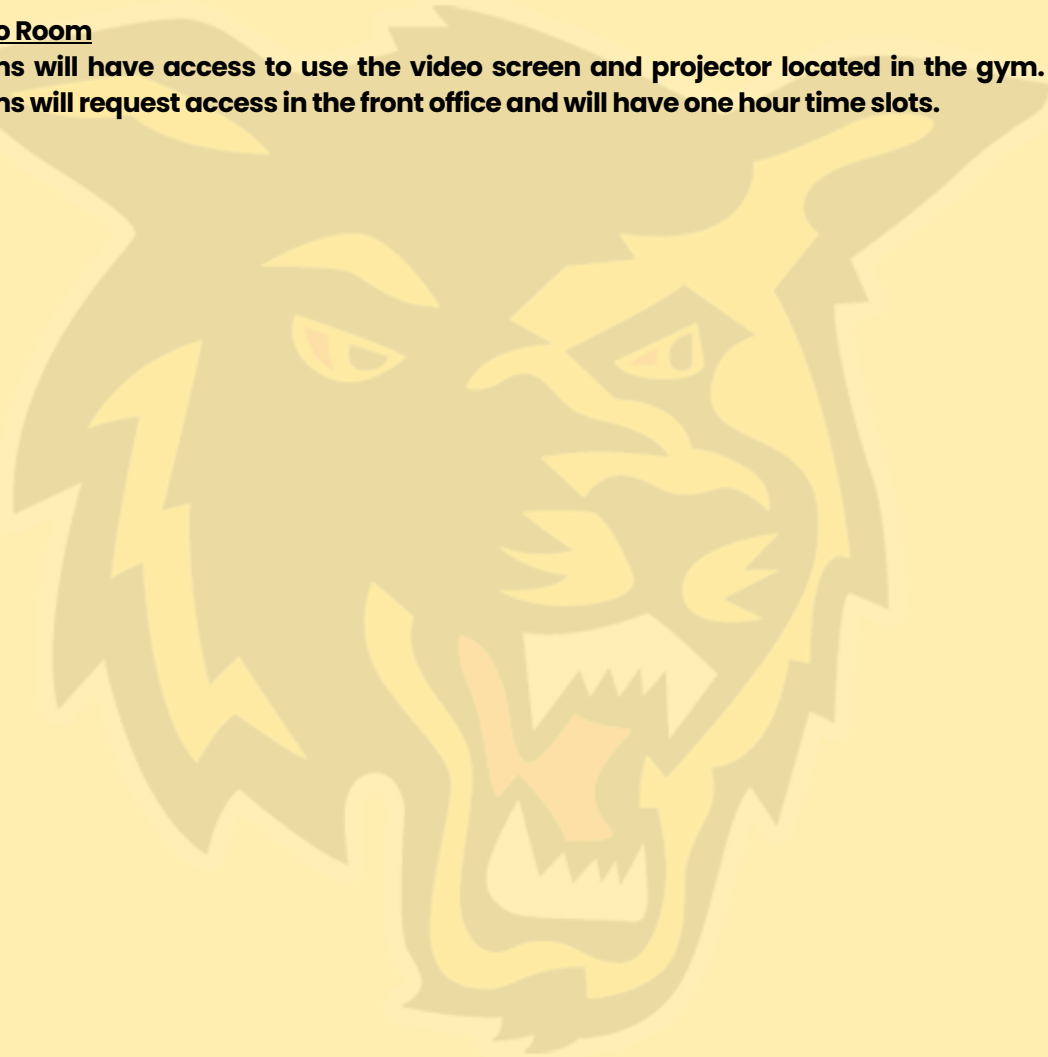 o Room
ns will have access to use the video screen and projector located in the gym.
ns will request access in the front office and will have one hour time slots.